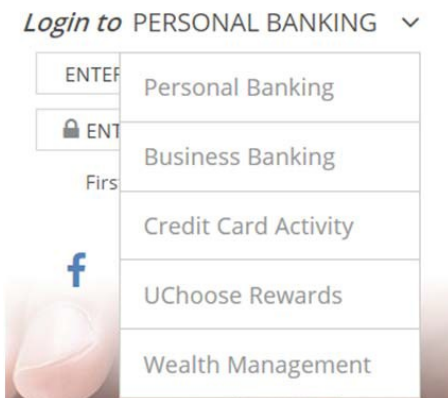 Login to PERSONAL BANKING
Personal Banking
Business Banking
Credit Card Activity
UChoose Rewards
Wealth Management